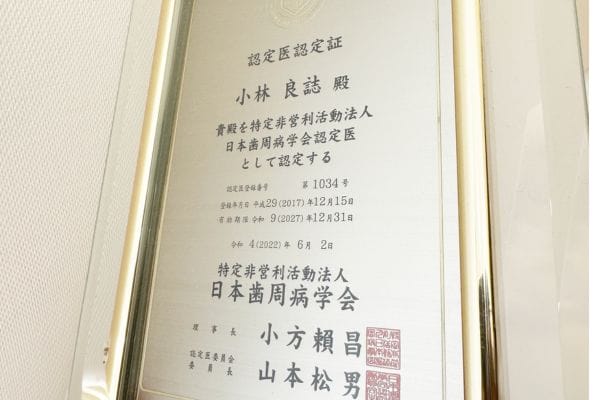 認定医認定証
小林 良誌 殿
貴殿を特定非営利活動法人
日本歯周病学会認定医
として認定する
認定医登録番号 第1034号
登録年月日 平成29(2017)年12月15日
有効期限 令和 9(2027)年12月31日
令和 4(2022)年 6月 2日
特定非営利活動法人
日本歯周病学会
理事長 小方賴昌
認定医委員会
委員長 山本松男